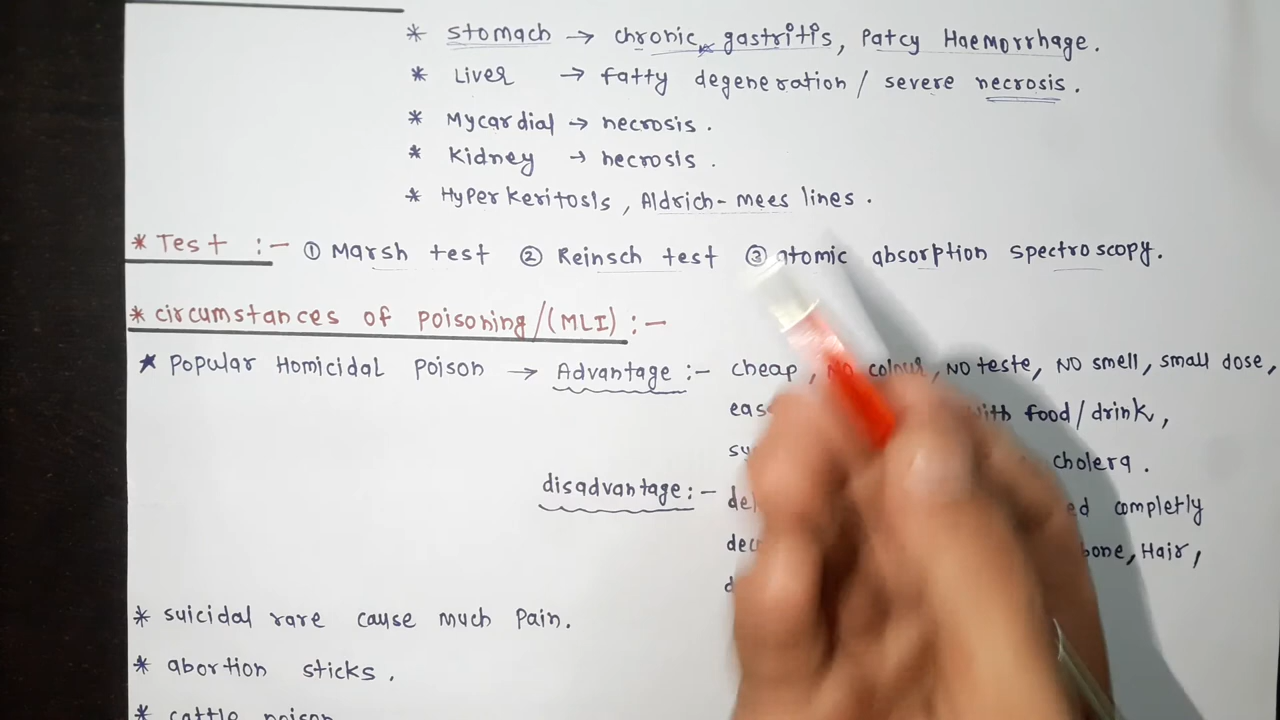 * stomach → chronic gastritis, Patcy Haemorrhage.
* Liver → fatty degeneration / severe necrosis.
* Mycardial → necrosis.
* Kidney → necrosis.
* Hyperkeritosis, Aldrich-mees lines.
* Test :- ① Marsh test ② Reinsch test ③ atomic absorption spectroscopy.
* circumstances of poisoning/(MLI) :-
* Popular Homicidal Poison → Advantage :- cheap, NO colour, NO teste, NO smell, small dose,
food/drink,
cholera.
disadvantage :-
completly
bone, Hair,
* suicidal rare cause much Pain.
* abortion sticks.
* cattle poison